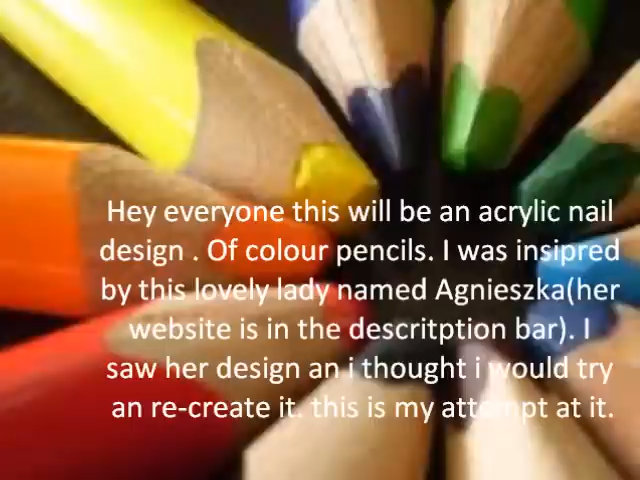 Hey everyone this will be an acrylic nail
design . Of colour pencils. I was insipred
by this lovely lady named Agnieszka(her
website is in the descritption bar). I
saw her design an i thought i would try
an re-create it. this is my attempt at it.